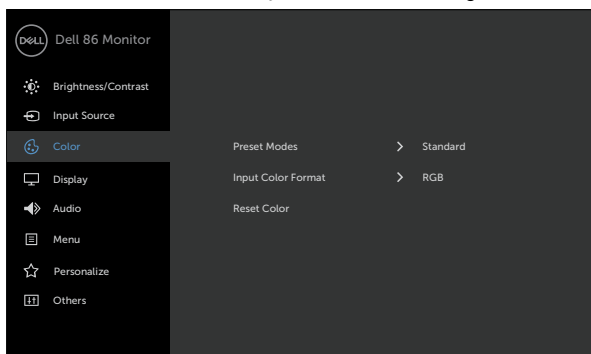 DELL Dell 86 Monitor
Brightness/Contrast
Input Source
Color
Preset Modes Standard
Display
Input Color Format RGB
Audio
Reset Color
Menu
Personalize
Others